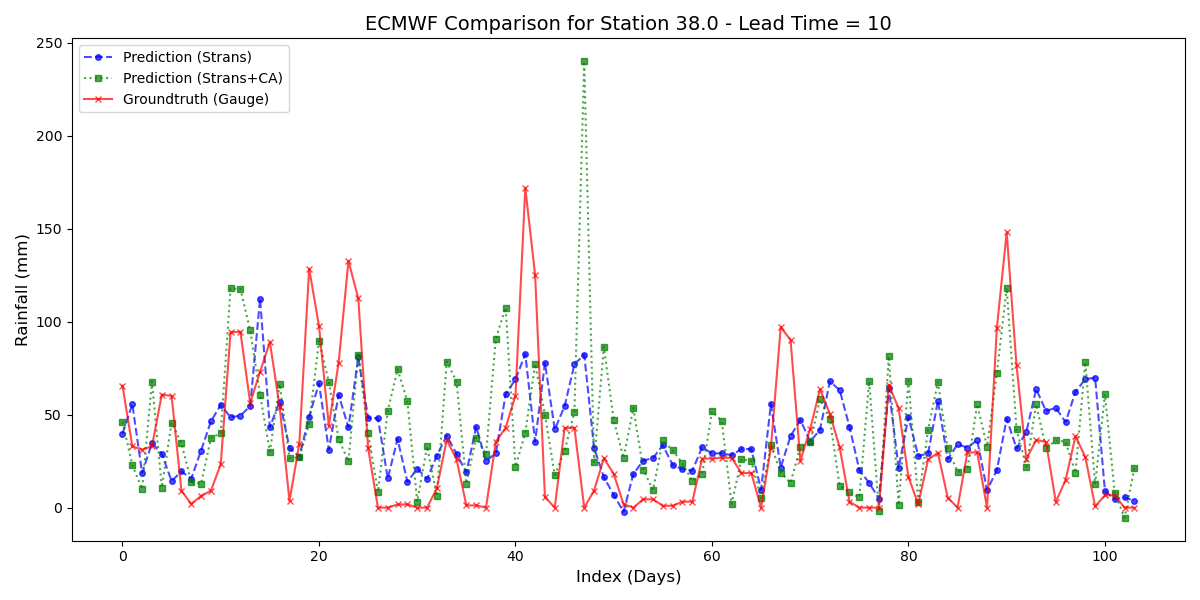 ECMWF Comparison for Station 38.0 - Lead Time = 10
Prediction (Strans)
Prediction (Strans+CA)
Groundtruth (Gauge)
Rainfall (mm)
250
200
150
100
50
0
0
20
40
60
80
100
Index (Days)